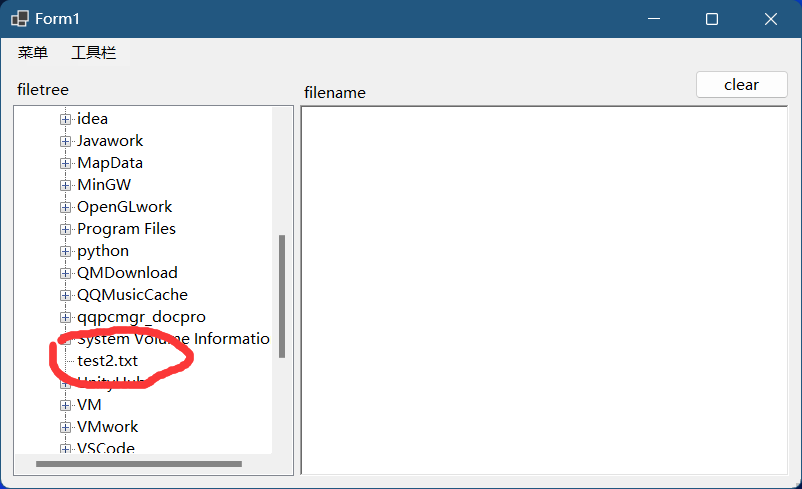 Form1
菜单 工具栏
filetree
filename
clear
idea
Javawork
MapData
MinGW
OpenGLwork
Program Files
python
QMDownload
QQMusicCache
qqpcmgr_docpro
System Volume Informatio
test2.txt
UnityHub
VM
VMwork
VSCode